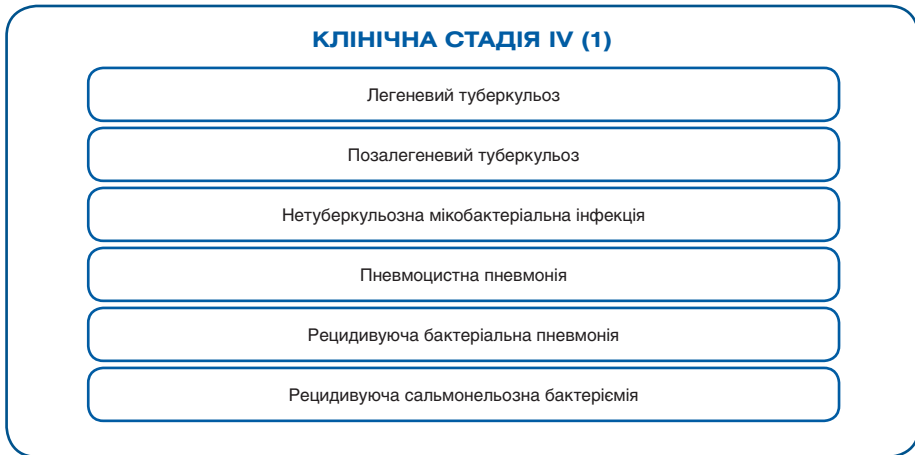 КЛІНІЧНА СТАДІЯ IV (1)
Легеневий туберкульоз
Позалегеневий туберкульоз
Нетуберкульозна мікобактеріальна інфекція
Пневмоцистна пневмонія
Рецидивуюча бактеріальна пневмонія
Рецидивуюча сальмонельозна бактеріємія